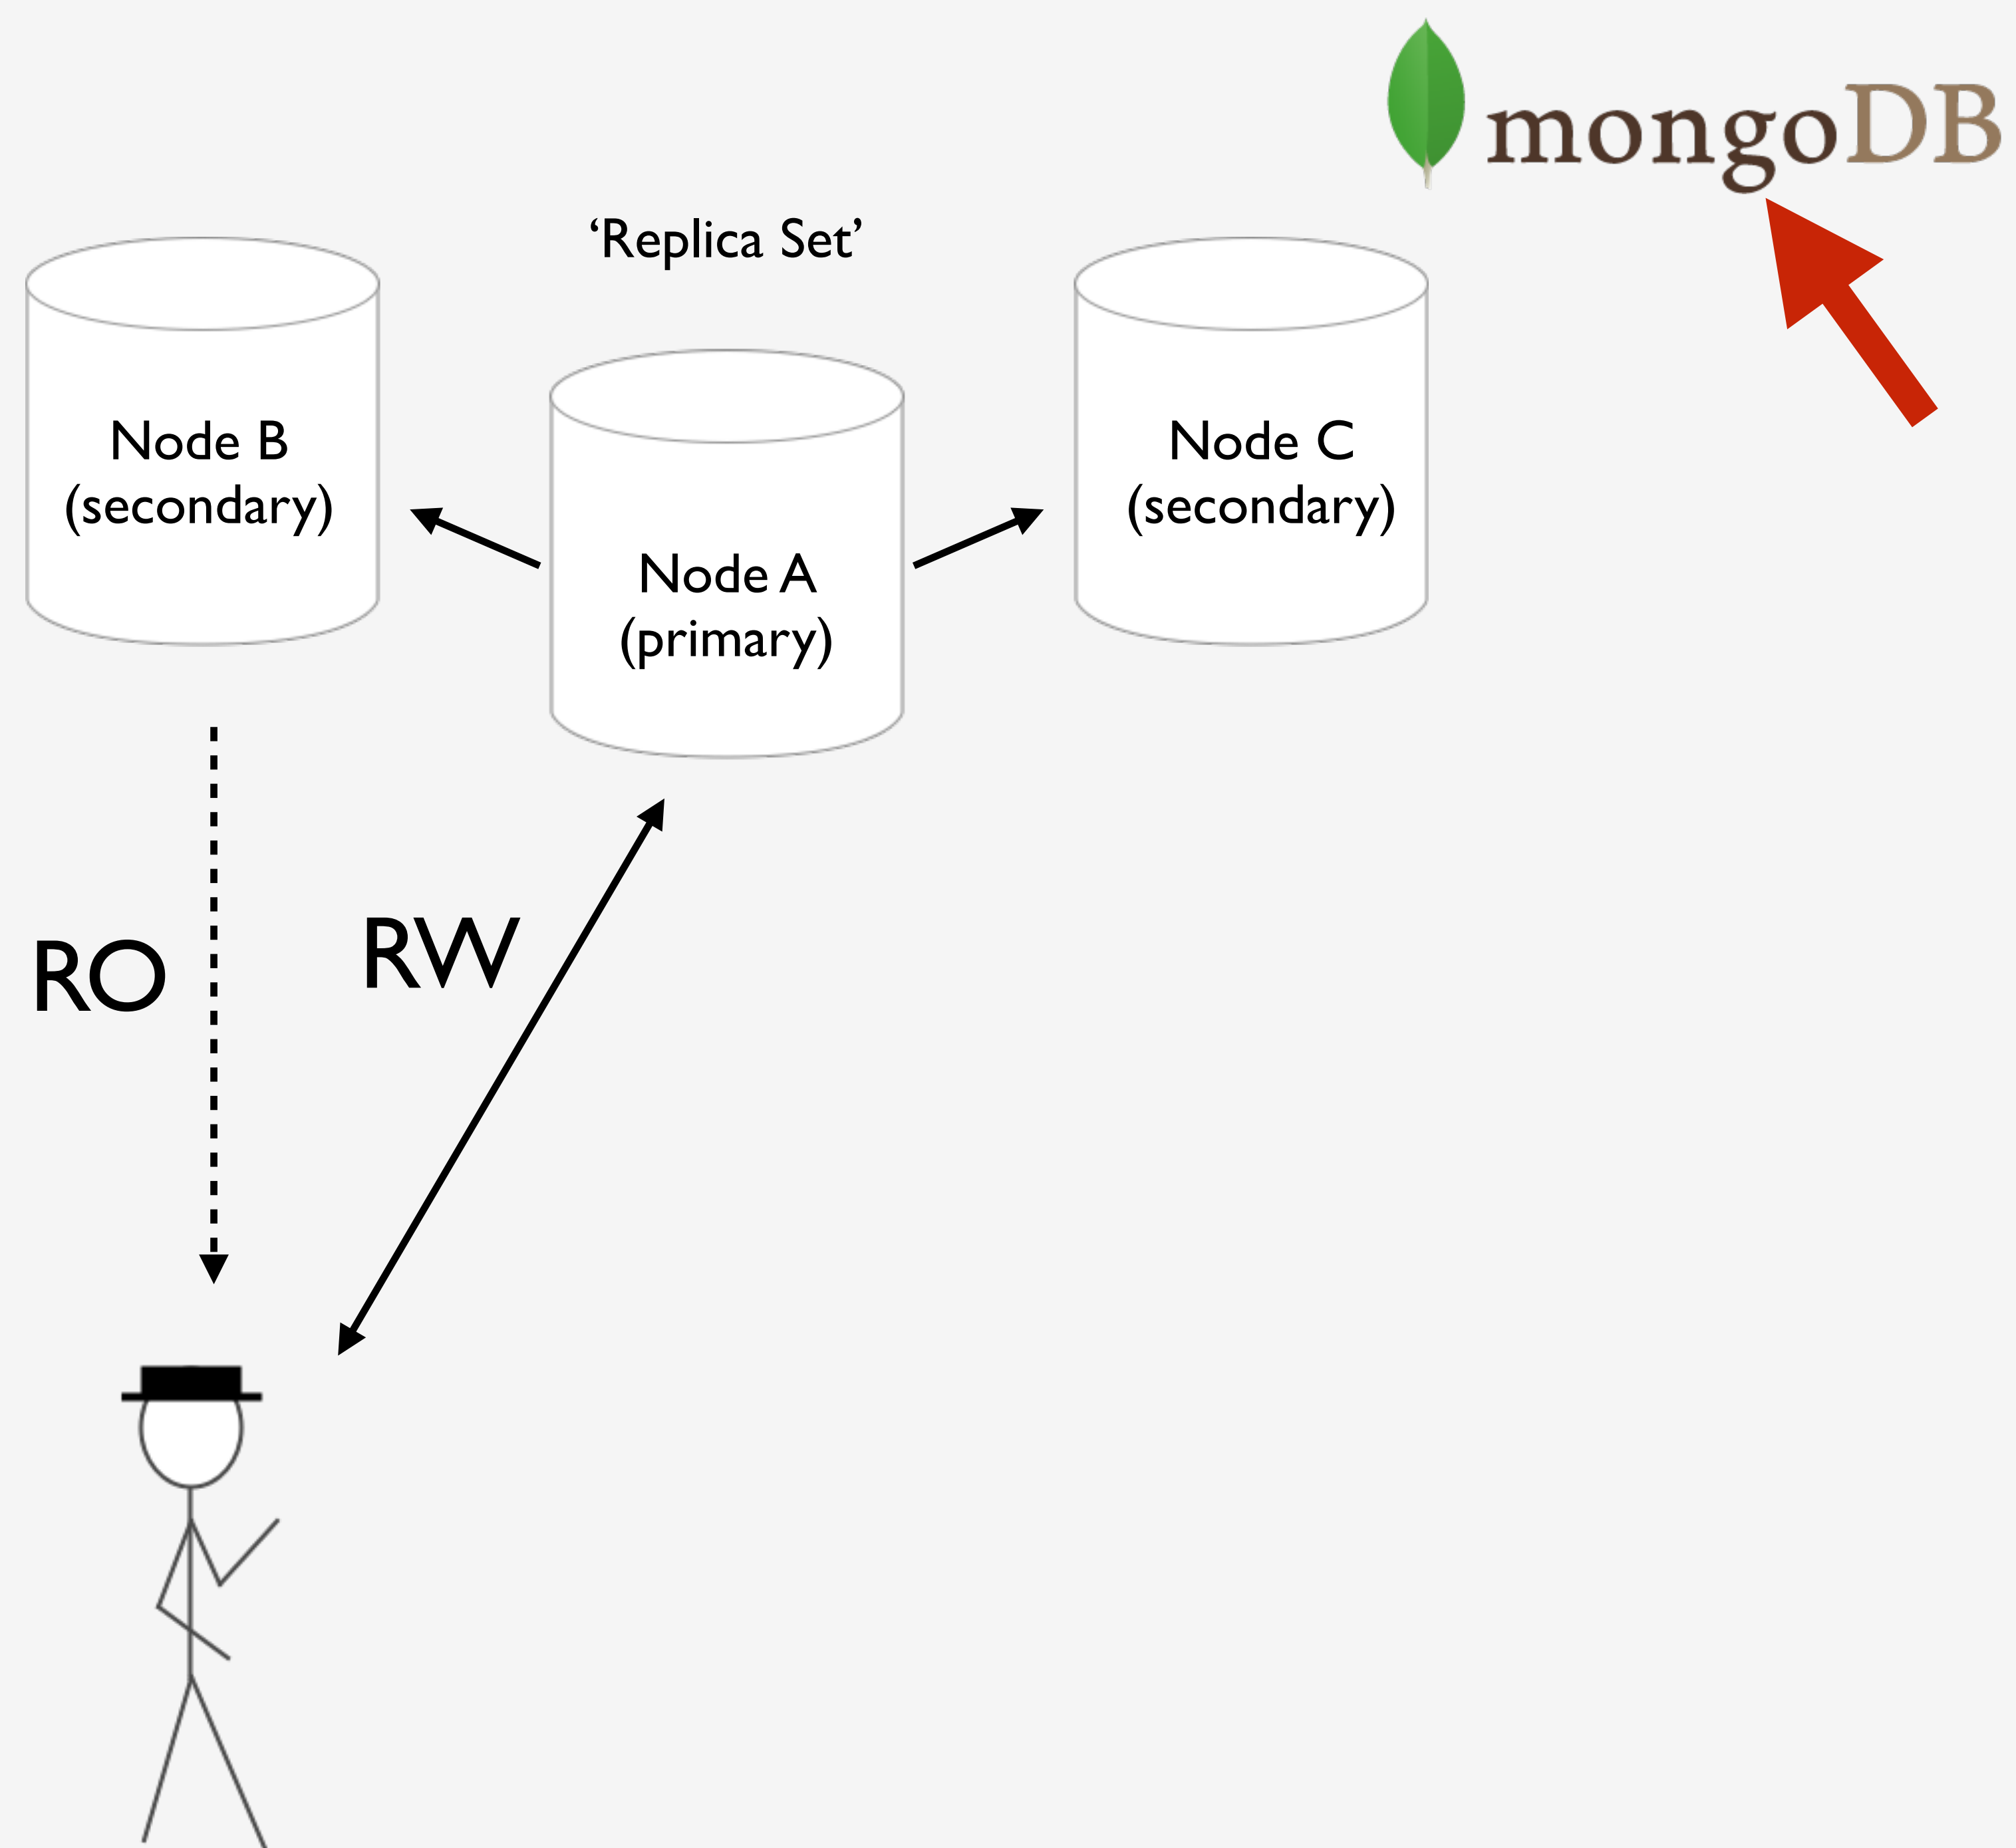 mongoDB
‘Replica Set’
Node B
(secondary)
Node A
(primary)
Node C
(secondary)
RO
RW